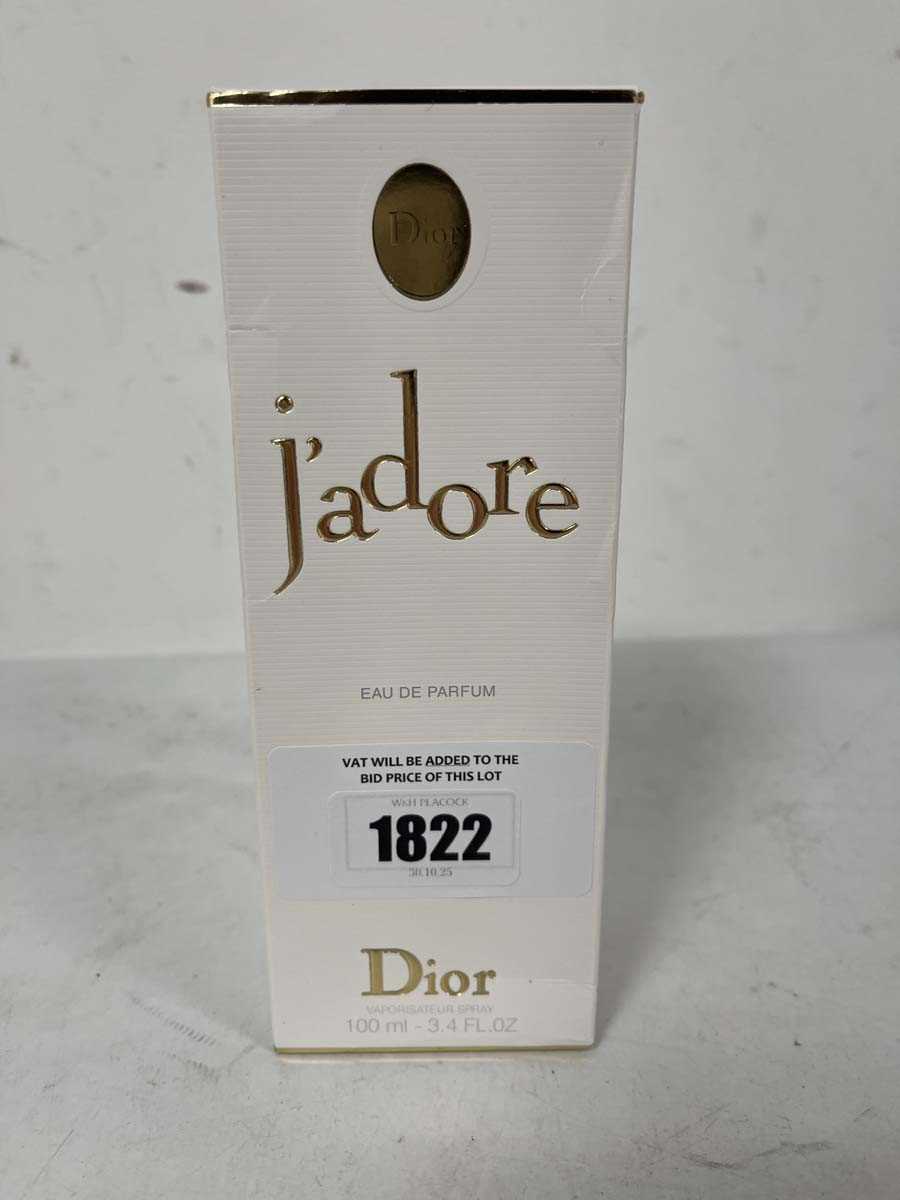 Dior
j'adore
EAU DE PARFUM
VAT WILL BE ADDED TO THE
BID PRICE OF THIS LOT
W&H PEACOCK
1822
30.10.25
Dior
VAPORISATEUR SPRAY
100 ml - 3.4 FL.OZ